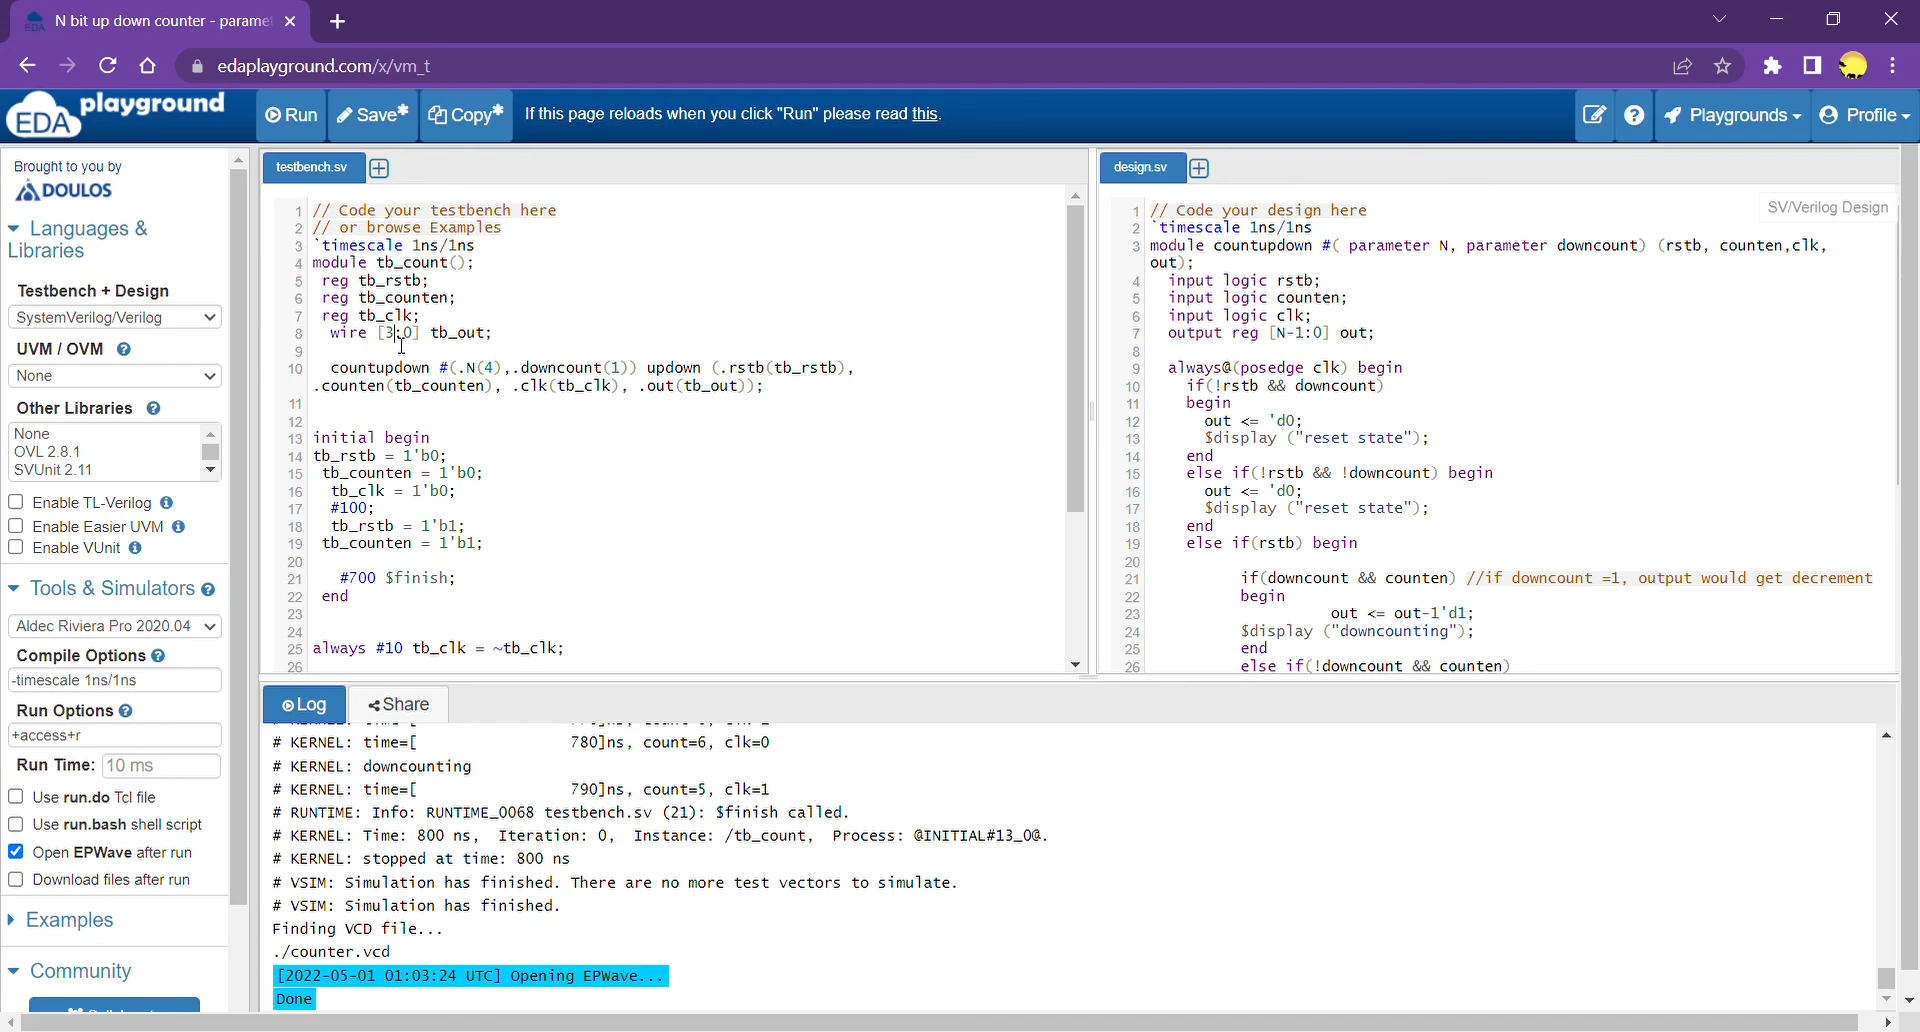 N bit up down counter - parame
edaplayground.com/x/vm_t
EDA playground
Run
Save*
Copy*
If this page reloads when you click "Run" please read this.
Playgrounds
Profile
Brought to you by
DOULOS
Languages &
Libraries
Testbench + Design
SystemVerilog/Verilog
UVM / OVM
None
Other Libraries
None
OVL 2.8.1
SVUnit 2.11
Enable TL-Verilog
Enable Easier UVM
Enable VUnit
Tools & Simulators
Aldec Riviera Pro 2020.04
Compile Options
-timescale 1ns/1ns
Run Options
+access+r
Run Time: 10 ms
Use run.do Tcl file
Use run.bash shell script
Open EPWave after run
Download files after run
Examples
Community
testbench.sv
1 // Code your testbench here
2 // or browse Examples
3 `timescale 1ns/1ns
4 module tb_count();
5 reg tb_rstb;
6 reg tb_counten;
7 reg tb_clk;
8 wire [3:0] tb_out;
9
10 countupdown #(.N(4),.downcount(1)) updown (.rstb(tb_rstb),
.counten(tb_counten), .clk(tb_clk), .out(tb_out));
11
12
13 initial begin
14 tb_rstb = 1'b0;
15 tb_counten = 1'b0;
16 tb_clk = 1'b0;
17 #100;
18 tb_rstb = 1'b1;
19 tb_counten = 1'b1;
20
21 #700 $finish;
22 end
23
24
25 always #10 tb_clk = ~tb_clk;
26
design.sv
SV/Verilog Design
1 // Code your design here
2 `timescale 1ns/1ns
3 module countupdown #( parameter N, parameter downcount) (rstb, counten,clk,
out);
4 input logic rstb;
5 input logic counten;
6 input logic clk;
7 output reg [N-1:0] out;
8
9 always@(posedge clk) begin
10 if(!rstb && downcount)
11 begin
12 out <= 'd0;
13 $display ("reset state");
14 end
15 else if(!rstb && !downcount) begin
16 out <= 'd0;
17 $display ("reset state");
18 end
19 else if(rstb) begin
20
21 if(downcount && counten) //if downcount =1, output would get decrement
22 begin
23 out <= out-1'd1;
24 $display ("downcounting");
25 end
26 else if(!downcount && counten)
Log
Share
# KERNEL: time=[ 780]ns, count=6, clk=0
# KERNEL: downcounting
# KERNEL: time=[ 790]ns, count=5, clk=1
# RUNTIME: Info: RUNTIME_0068 testbench.sv (21): $finish called.
# KERNEL: Time: 800 ns, Iteration: 0, Instance: /tb_count, Process: @INITIAL#13_0@.
# KERNEL: stopped at time: 800 ns
# VSIM: Simulation has finished. There are no more test vectors to simulate.
# VSIM: Simulation has finished.
Finding VCD file...
./counter.vcd
[2022-05-01 01:03:24 UTC] Opening EPWave...
Done